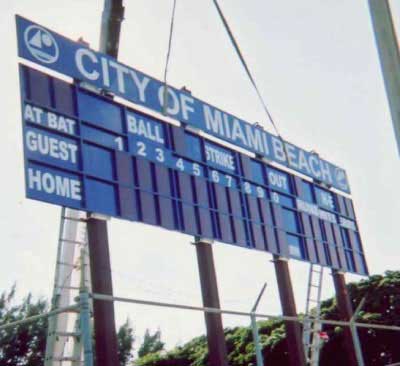 CITY OF MIAMI BEACH
AT BAT BALL STRIKE OUT H/E
1 2 3 4 5 6 7 8 9 0
GUEST
HOME